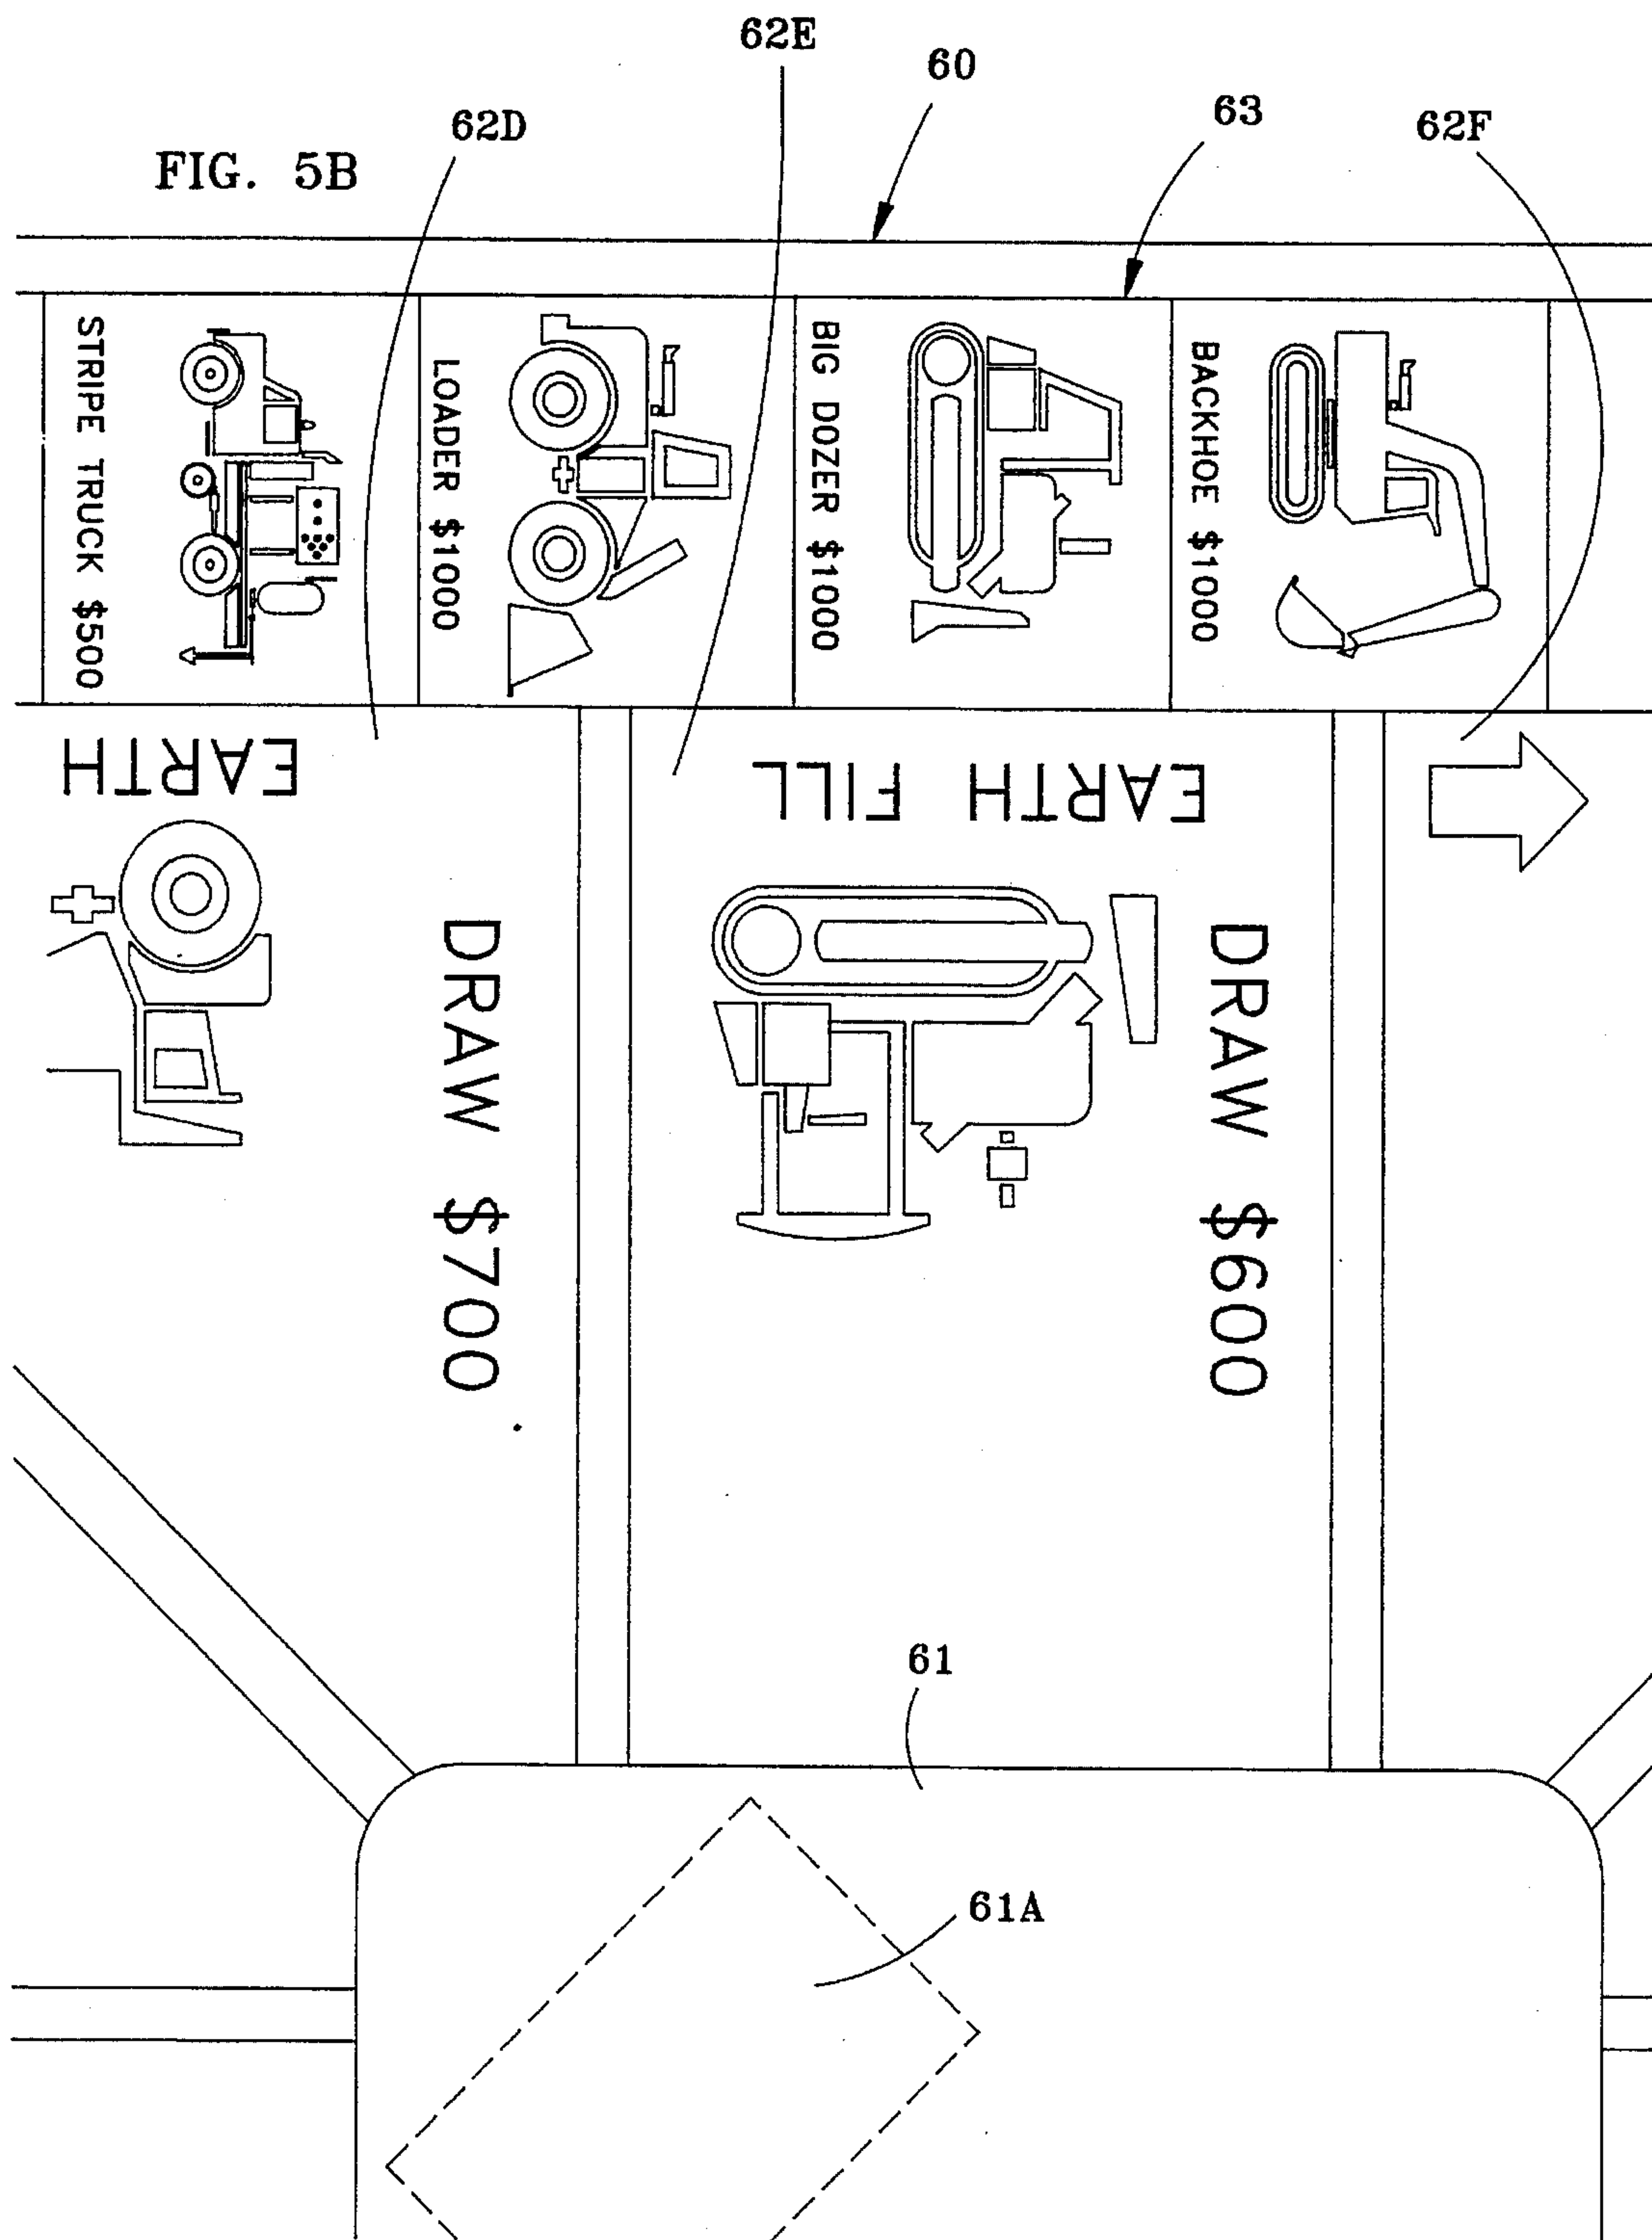 62E
60
63
62D
62F
FIG. 5B
STRIPE TRUCK $500
LOADER $1000
BIG DOZER $1000
BACKHOE $1000
EARTH
EARTH FILL
DRAW $700
DRAW $600
61
61A